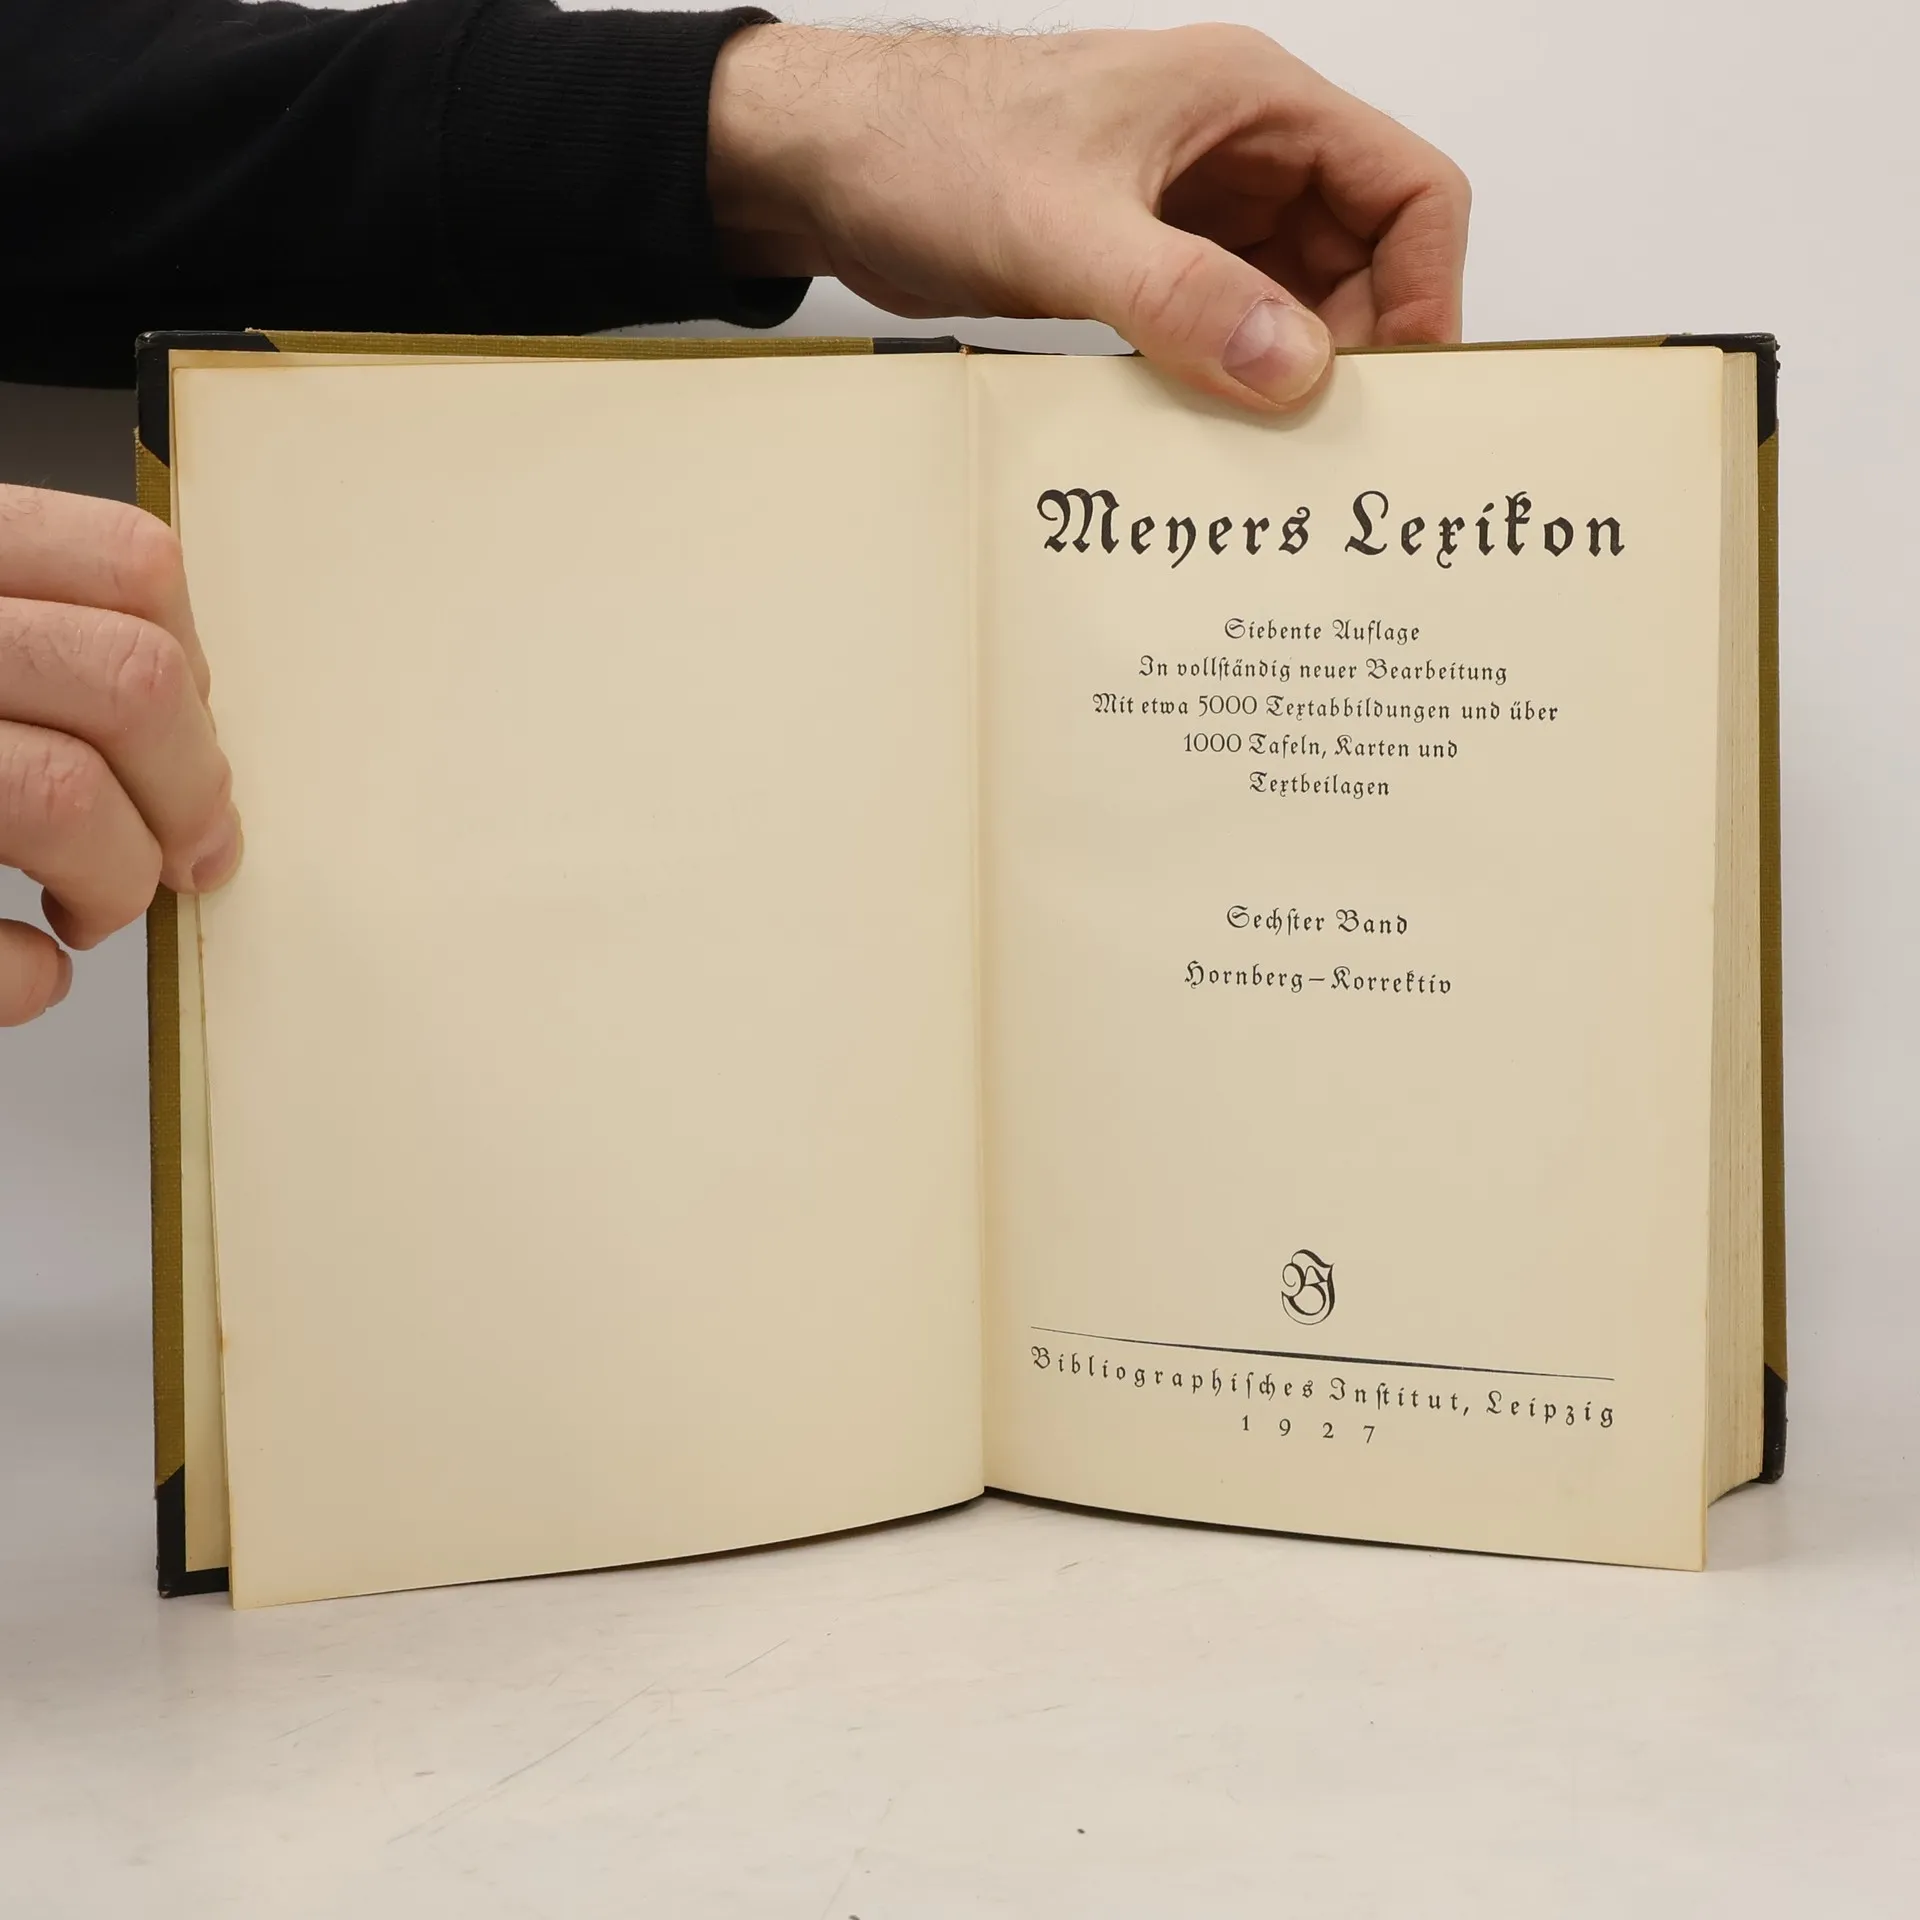 Meyers Lexikon
Siebente Auflage
In vollſtändig neuer Bearbeitung
Mit etwa 5000 Textabbildungen und über
1000 Tafeln, Karten und
Textbeilagen
Sechſter Band
Hornberg – Korrektiv
BI
Bibliographiſches Inſtitut, Leipzig
1927